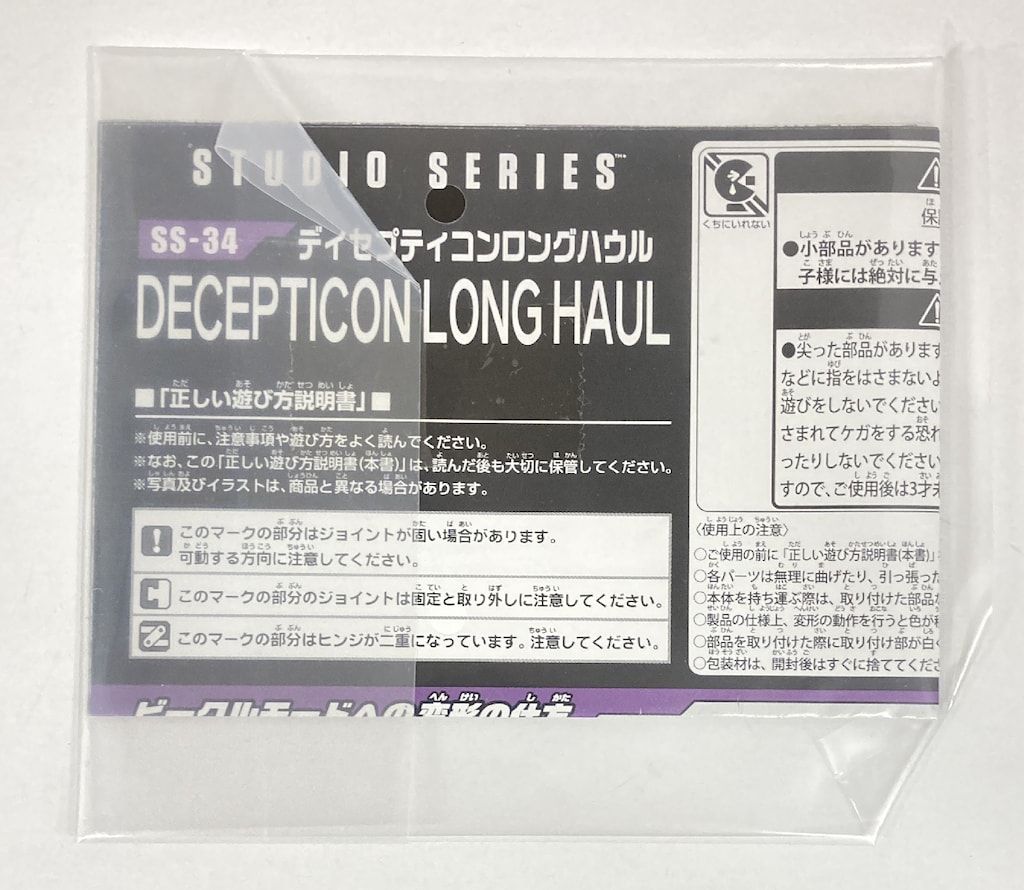 STUDIO SERIES™
SS-34 ディセプティコンロングハウル
DECEPTICON LONG HAUL
■「正しい遊び方説明書」■
※使用前に、注意事項や遊び方をよく読んでください。
※なお、この「正しい遊び方説明書(本書)」は、読んだ後も大切に保管してください。
※写真及びイラストは、商品と異なる場合があります。
このマークの部分はジョイントが固い場合があります。
可動する方向に注意してください。
このマークの部分のジョイントは固定と取り外しに注意してください。
このマークの部分はヒンジが二重になっています。注意してください。
ビークルモードへの変形の仕方
くちにいれない
保
●小部品があります
子様には絶対に与
●尖った部品があります
などに指をはさまないよ
遊びをしないでください
さまれてケガをする恐れ
ったりしないでください
すので、ご使用後は3才未
〈使用上の注意〉
○ご使用の前に「正しい遊び方説明書(本書)」
○各パーツは無理に曲げたり、引っ張った
○本体を持ち運ぶ際は、取り付けた部品な
○製品の仕様上、変形の動作を行うと色が移
○部品を取り付けた際に取り付け部が白く
○包装材は、開封後はすぐに捨ててくださ